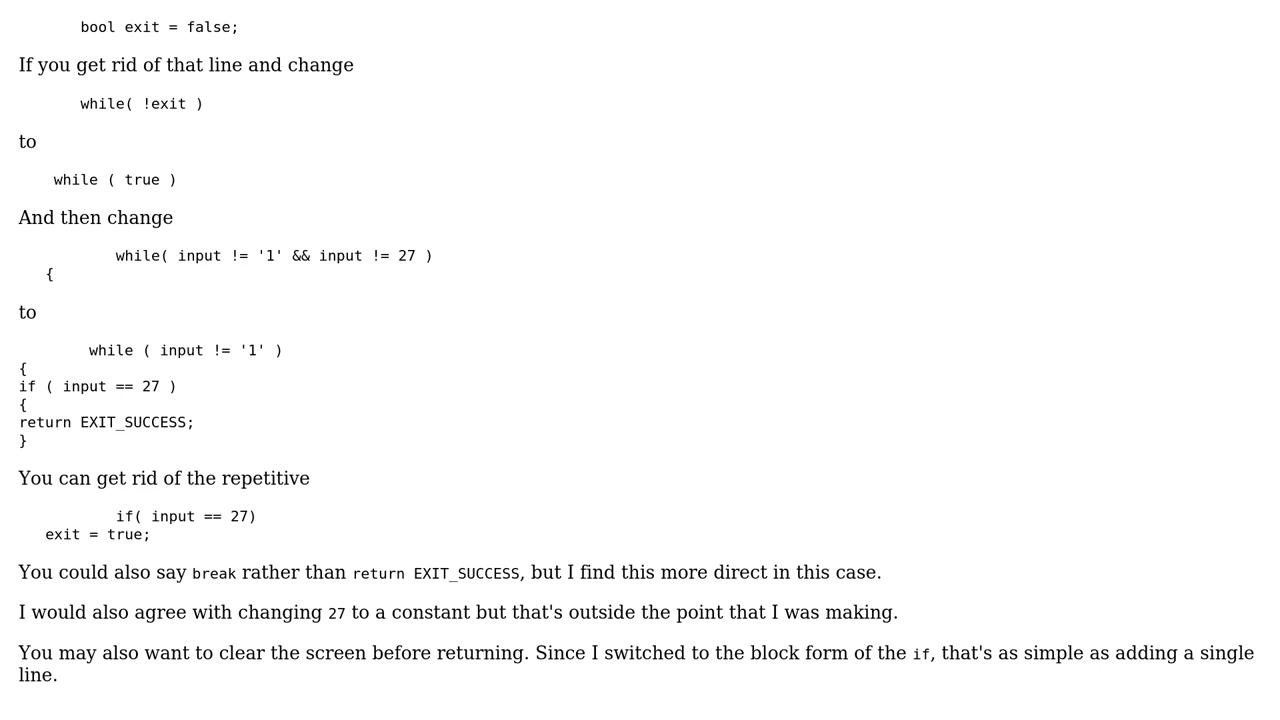 bool exit = false;
If you get rid of that line and change
       while( !exit )
to
    while ( true )
And then change
           while( input != '1' && input != 27 )
   {
to
        while ( input != '1' )
{
if ( input == 27 )
{
return EXIT_SUCCESS;
}
You can get rid of the repetitive
           if( input == 27)
   exit = true;
You could also say break rather than return EXIT_SUCCESS, but I find this more direct in this case.
I would also agree with changing 27 to a constant but that's outside the point that I was making.
You may also want to clear the screen before returning. Since I switched to the block form of the if, that's as simple as adding a single
line.